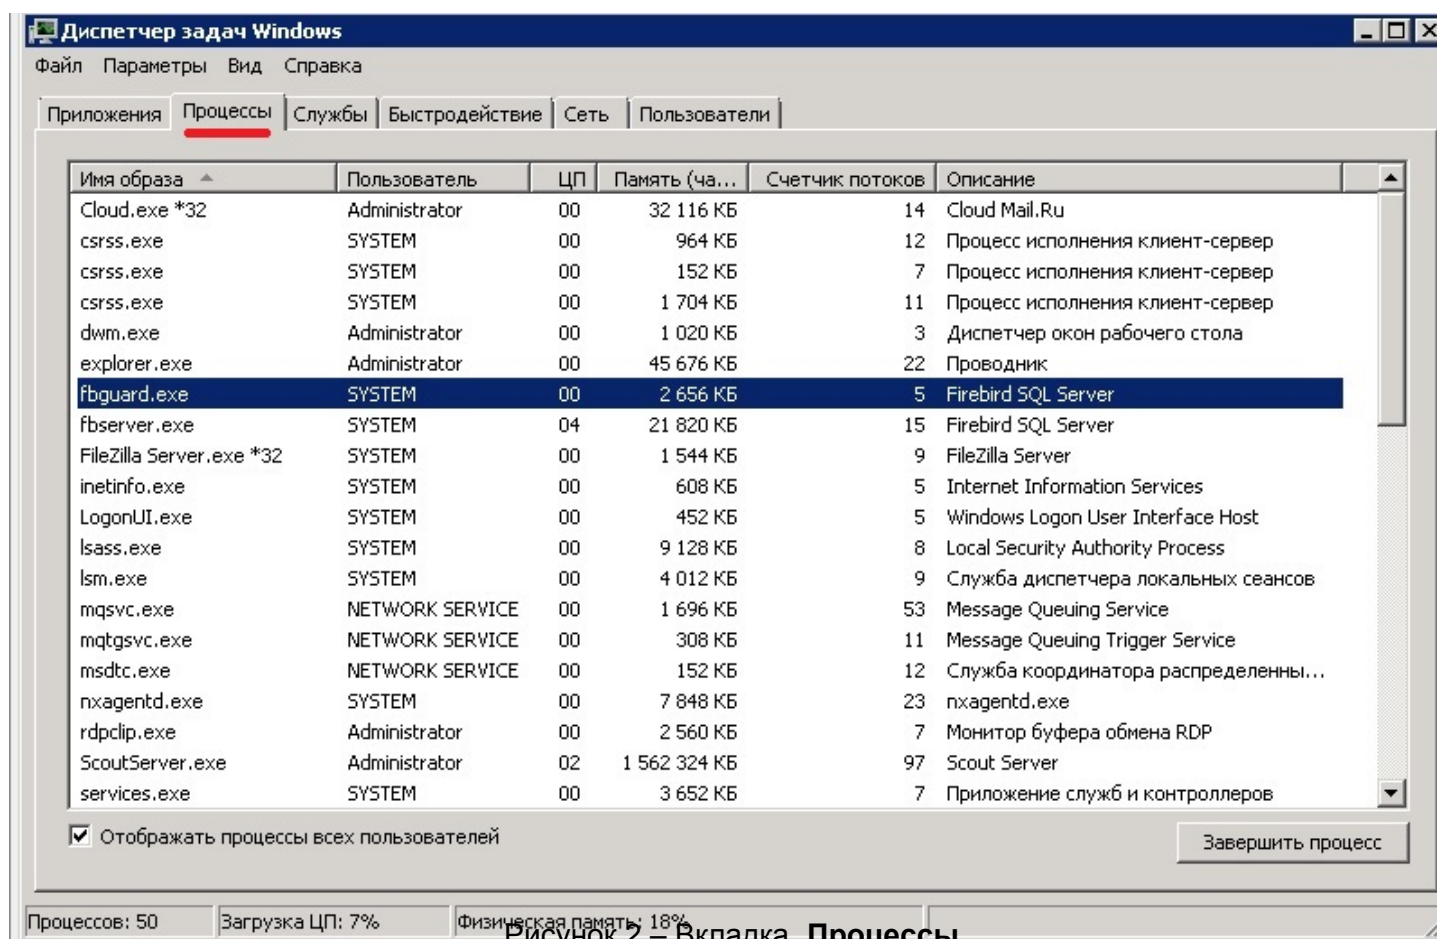 Диспетчер задач Windows
Файл Параметры Вид Справка
Приложения Процессы Службы Быстродействие Сеть Пользователи
Имя образа Пользователь ЦП Память (ча... Счетчик потоков Описание
Cloud.exe *32 Administrator 00 32 116 КБ 14 Cloud Mail.Ru
csrss.exe SYSTEM 00 964 КБ 12 Процесс исполнения клиент-сервер
csrss.exe SYSTEM 00 152 КБ 7 Процесс исполнения клиент-сервер
csrss.exe SYSTEM 00 1 704 КБ 11 Процесс исполнения клиент-сервер
dwm.exe Administrator 00 1 020 КБ 3 Диспетчер окон рабочего стола
explorer.exe Administrator 00 45 676 КБ 22 Проводник
fbguard.exe SYSTEM 00 2 656 КБ 5 Firebird SQL Server
fbserver.exe SYSTEM 04 21 820 КБ 15 Firebird SQL Server
FileZilla Server.exe *32 SYSTEM 00 1 544 КБ 9 FileZilla Server
inetinfo.exe SYSTEM 00 608 КБ 5 Internet Information Services
LogonUI.exe SYSTEM 00 452 КБ 5 Windows Logon User Interface Host
lsass.exe SYSTEM 00 9 128 КБ 8 Local Security Authority Process
lsm.exe SYSTEM 00 4 012 КБ 9 Служба диспетчера локальных сеансов
mqsvc.exe NETWORK SERVICE 00 1 696 КБ 53 Message Queuing Service
mqtgsvc.exe NETWORK SERVICE 00 308 КБ 11 Message Queuing Trigger Service
msdtc.exe NETWORK SERVICE 00 152 КБ 12 Служба координатора распределенны...
nxagentd.exe SYSTEM 00 7 848 КБ 23 nxagentd.exe
rdpclip.exe Administrator 00 2 560 КБ 7 Монитор буфера обмена RDP
ScoutServer.exe Administrator 02 1 562 324 КБ 97 Scout Server
services.exe SYSTEM 00 3 652 КБ 7 Приложение служб и контроллеров
Отображать процессы всех пользователей
Завершить процесс
Процессов: 50 Загрузка ЦП: 7% Физическая память: 18%
Рисунок 2 – Вкладка Процессы